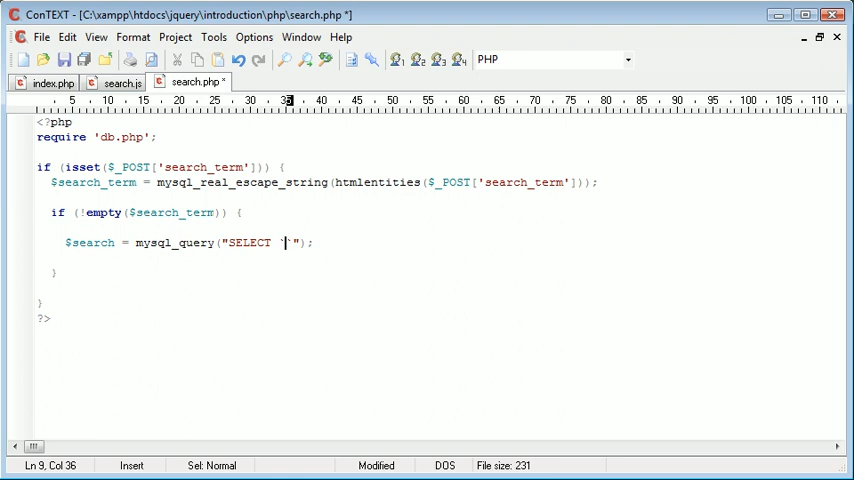 ConTEXT - [C:\xampp\htdocs\jquery\introduction\php\search.php *]
File Edit View Format Project Tools Options Window Help
1 2 3 4 PHP
index.php search.js search.php *
5 10 15 20 25 30 35 40 45 50 55 60 65 70 75 80 85 90 95 100 105 110
<?php
require 'db.php';
if (isset($_POST['search_term'])) {
$search_term = mysql_real_escape_string(htmlentities($_POST['search_term']));
if (!empty($search_term)) {
$search = mysql_query("SELECT ``");
}
}
?>
Ln 9, Col 36 Insert Sel: Normal Modified DOS File size: 231